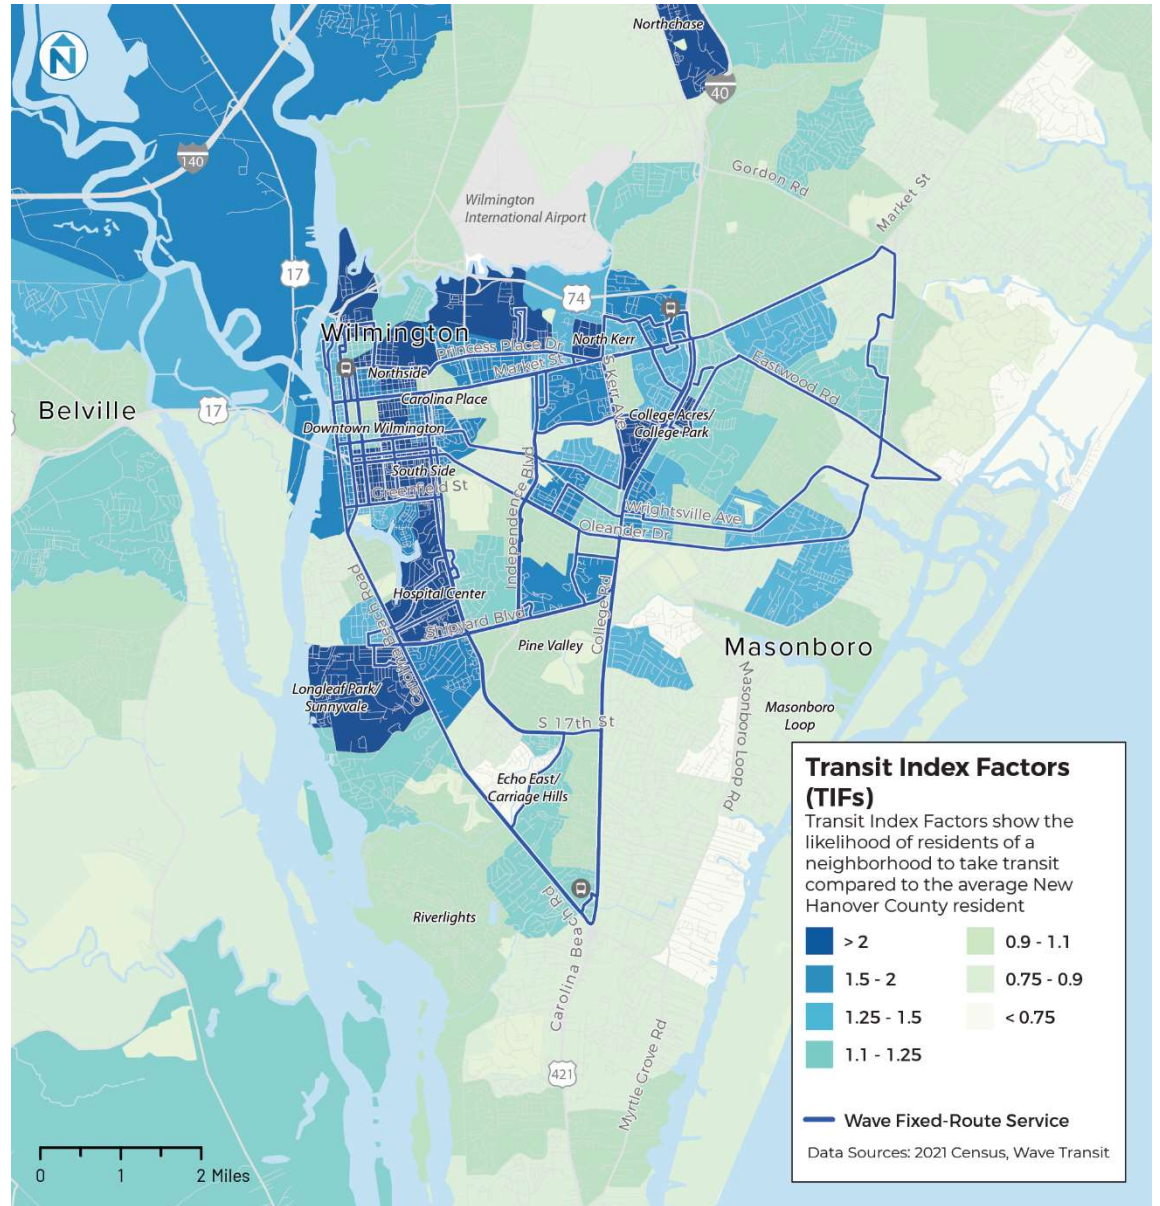 Northchase
N
40
140
Gordon Rd
Market St
Wilmington
International Airport
17
74
Wilmington
North Kerr
Princess Place Dr
Market St
Northside
S Kerr Ave
Eastwood Rd
Carolina Place
Belville
17
College Acres/
College Park
Downtown Wilmington
South Side
Greenfield St
Independence Blvd
Wrightsville Ave
Oleander Dr
Hospital Center
Carolina Beach Road
Shipyard Blvd
College Rd
Pine Valley
Masonboro
Longleaf Park/
Sunnyvale
Masonboro Loop Rd
Masonboro
Loop
S 17th St
Echo East/
Carriage Hills
Riverlights
Carolina Beach Rd
421
Myrtle Grove Rd
Transit Index Factors
(TIFs)
Transit Index Factors show the
likelihood of residents of a
neighborhood to take transit
compared to the average New
Hanover County resident
> 2
1.5 - 2
1.25 - 1.5
1.1 - 1.25
0.9 - 1.1
0.75 - 0.9
< 0.75
Wave Fixed-Route Service
Data Sources: 2021 Census, Wave Transit
0 1 2 Miles